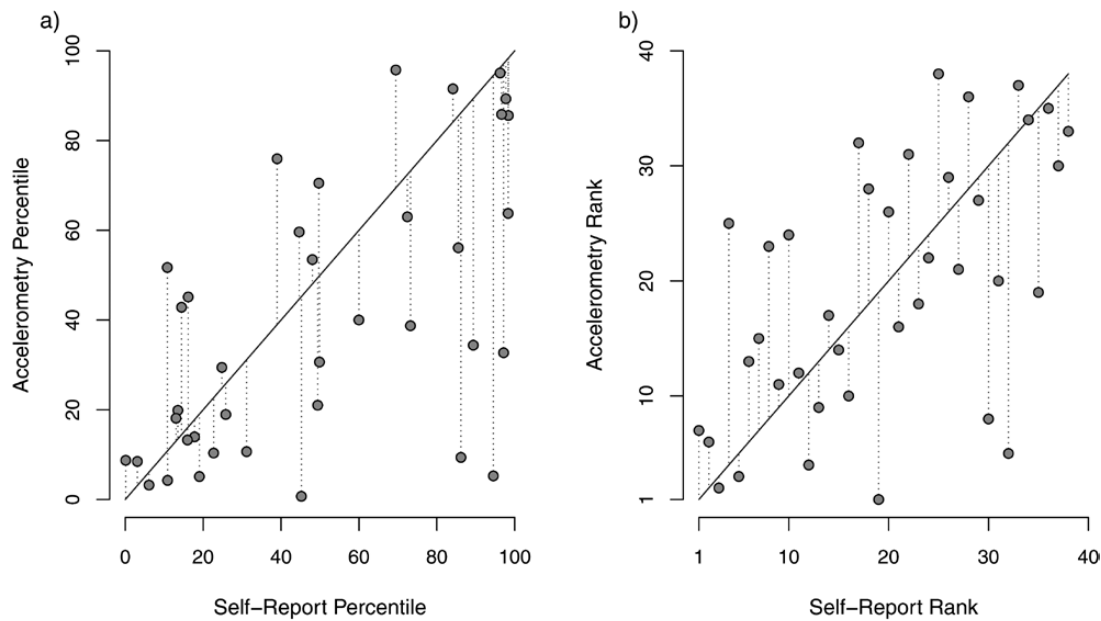 a)
Accelerometry Percentile
100
80
60
40
20
0
0 20 40 60 80 100
Self−Report Percentile
b)
Accelerometry Rank
40
30
20
10
1
1 10 20 30 40
Self−Report Rank